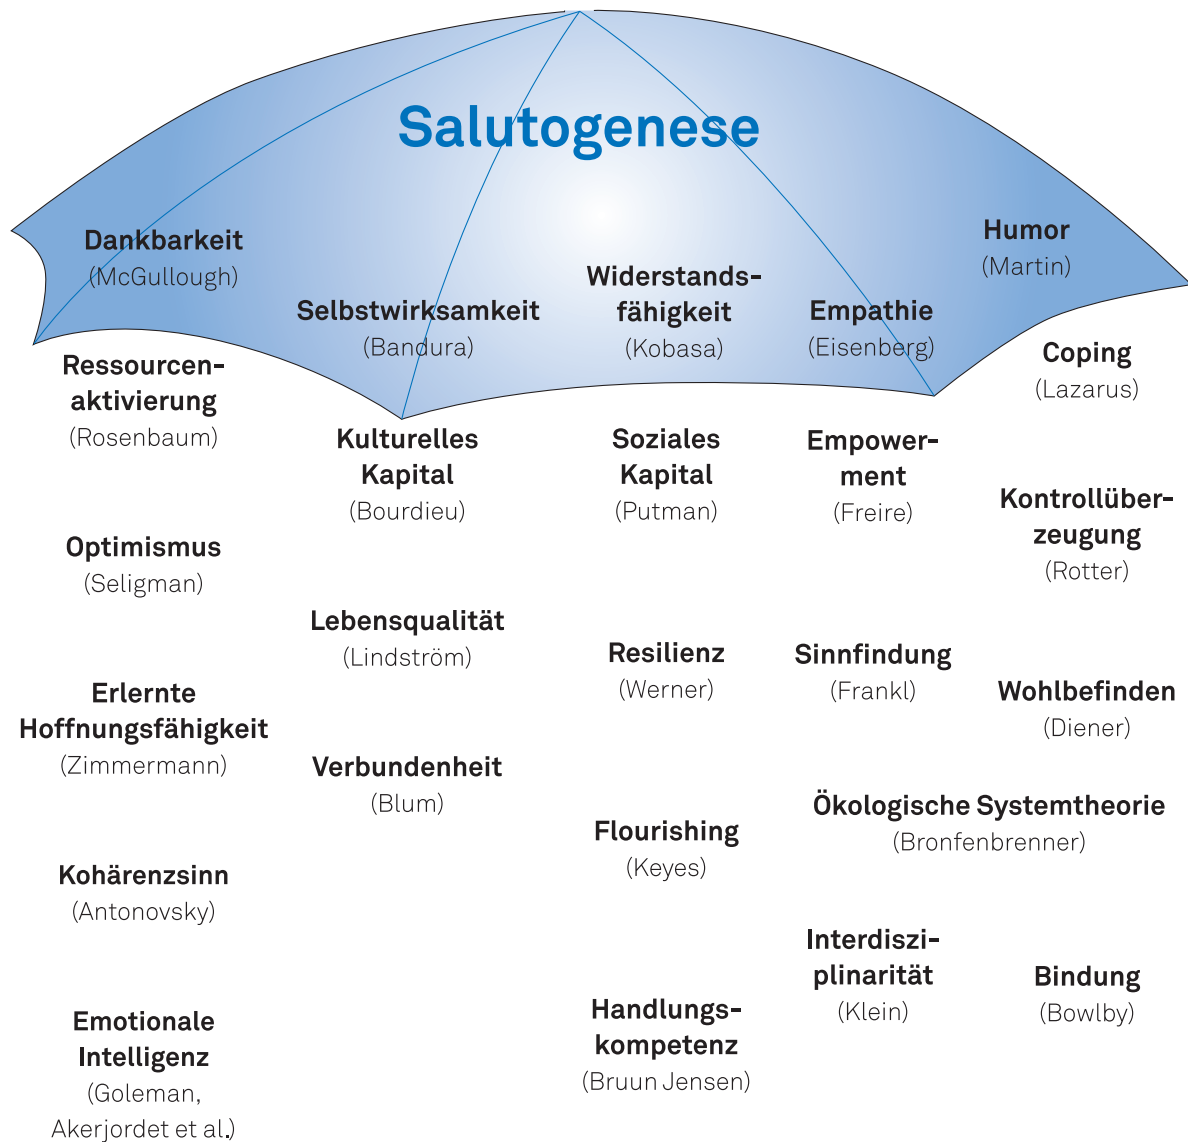 Salutogenese
Dankbarkeit
(McGullough)
Selbstwirksamkeit
(Bandura)
Widerstands-
fähigkeit
(Kobasa)
Empathie
(Eisenberg)
Humor
(Martin)
Ressourcen-
aktivierung
(Rosenbaum)
Kulturelles
Kapital
(Bourdieu)
Soziales
Kapital
(Putman)
Empower-
ment
(Freire)
Coping
(Lazarus)
Kontrollüber-
zeugung
(Rotter)
Optimismus
(Seligman)
Lebensqualität
(Lindström)
Resilienz
(Werner)
Sinnfindung
(Frankl)
Wohlbefinden
(Diener)
Erlernte
Hoffnungsfähigkeit
(Zimmermann)
Verbundenheit
(Blum)
Flourishing
(Keyes)
Ökologische Systemtheorie
(Bronfenbrenner)
Kohärenzsinn
(Antonovsky)
Interdiszi-
plinarität
(Klein)
Bindung
(Bowlby)
Emotionale
Intelligenz
(Goleman,
Akerjordet et al.)
Handlungs-
kompetenz
(Bruun Jensen)